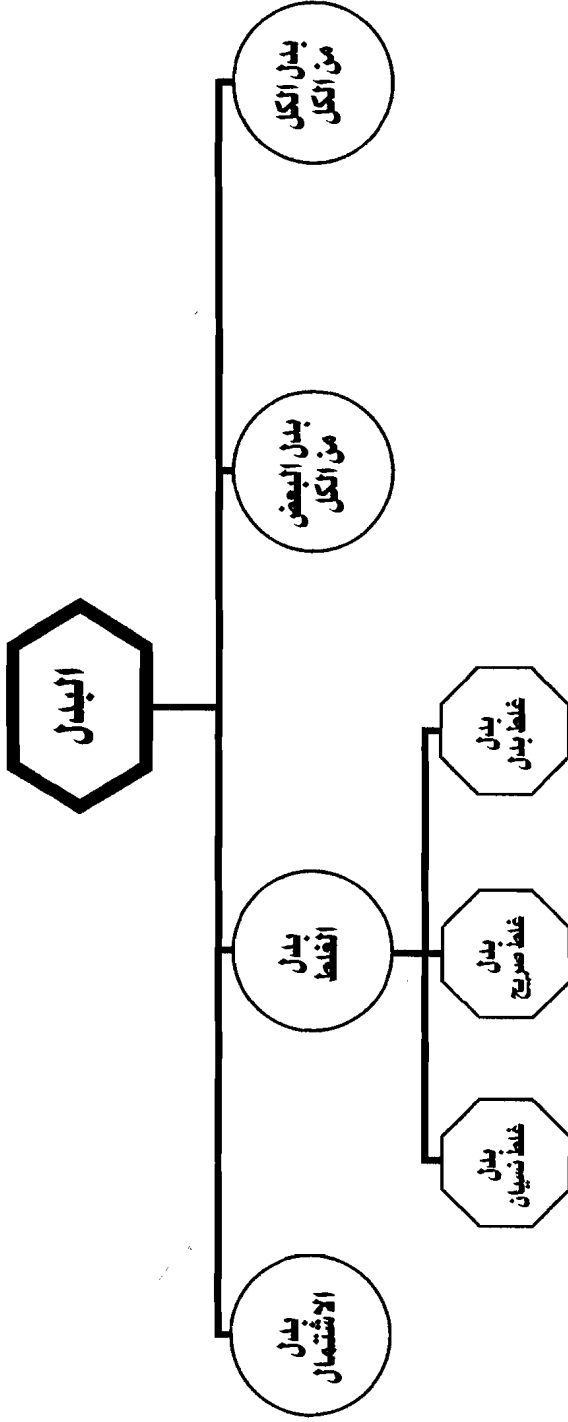 البدل
بدل الكل
من الكل
بدل البعض
من الكل
بدل
الغلط
بدل
الاشتمال
بدل
غلط بدل
بدل
غلط صريح
بدل
غلط نسيان